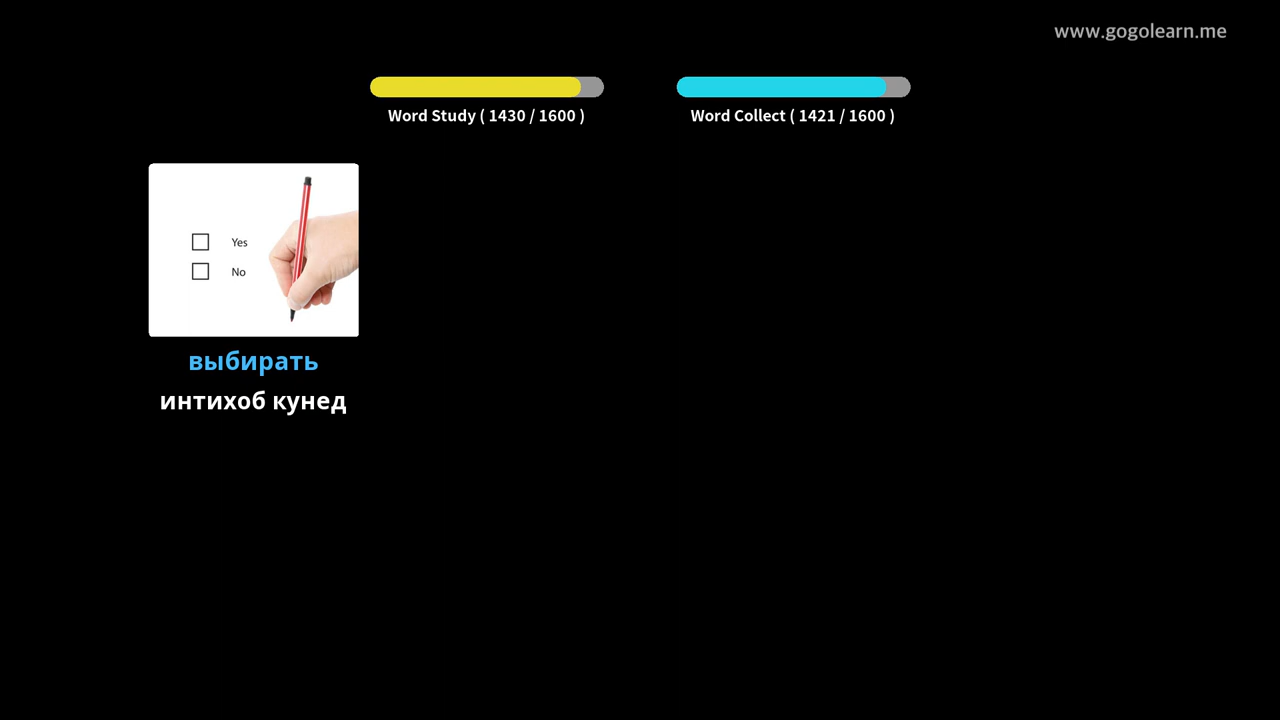 www.gogolearn.me
Word Study ( 1430 / 1600 )
Word Collect ( 1421 / 1600 )
Yes
No
выбирать
интихоб кунед